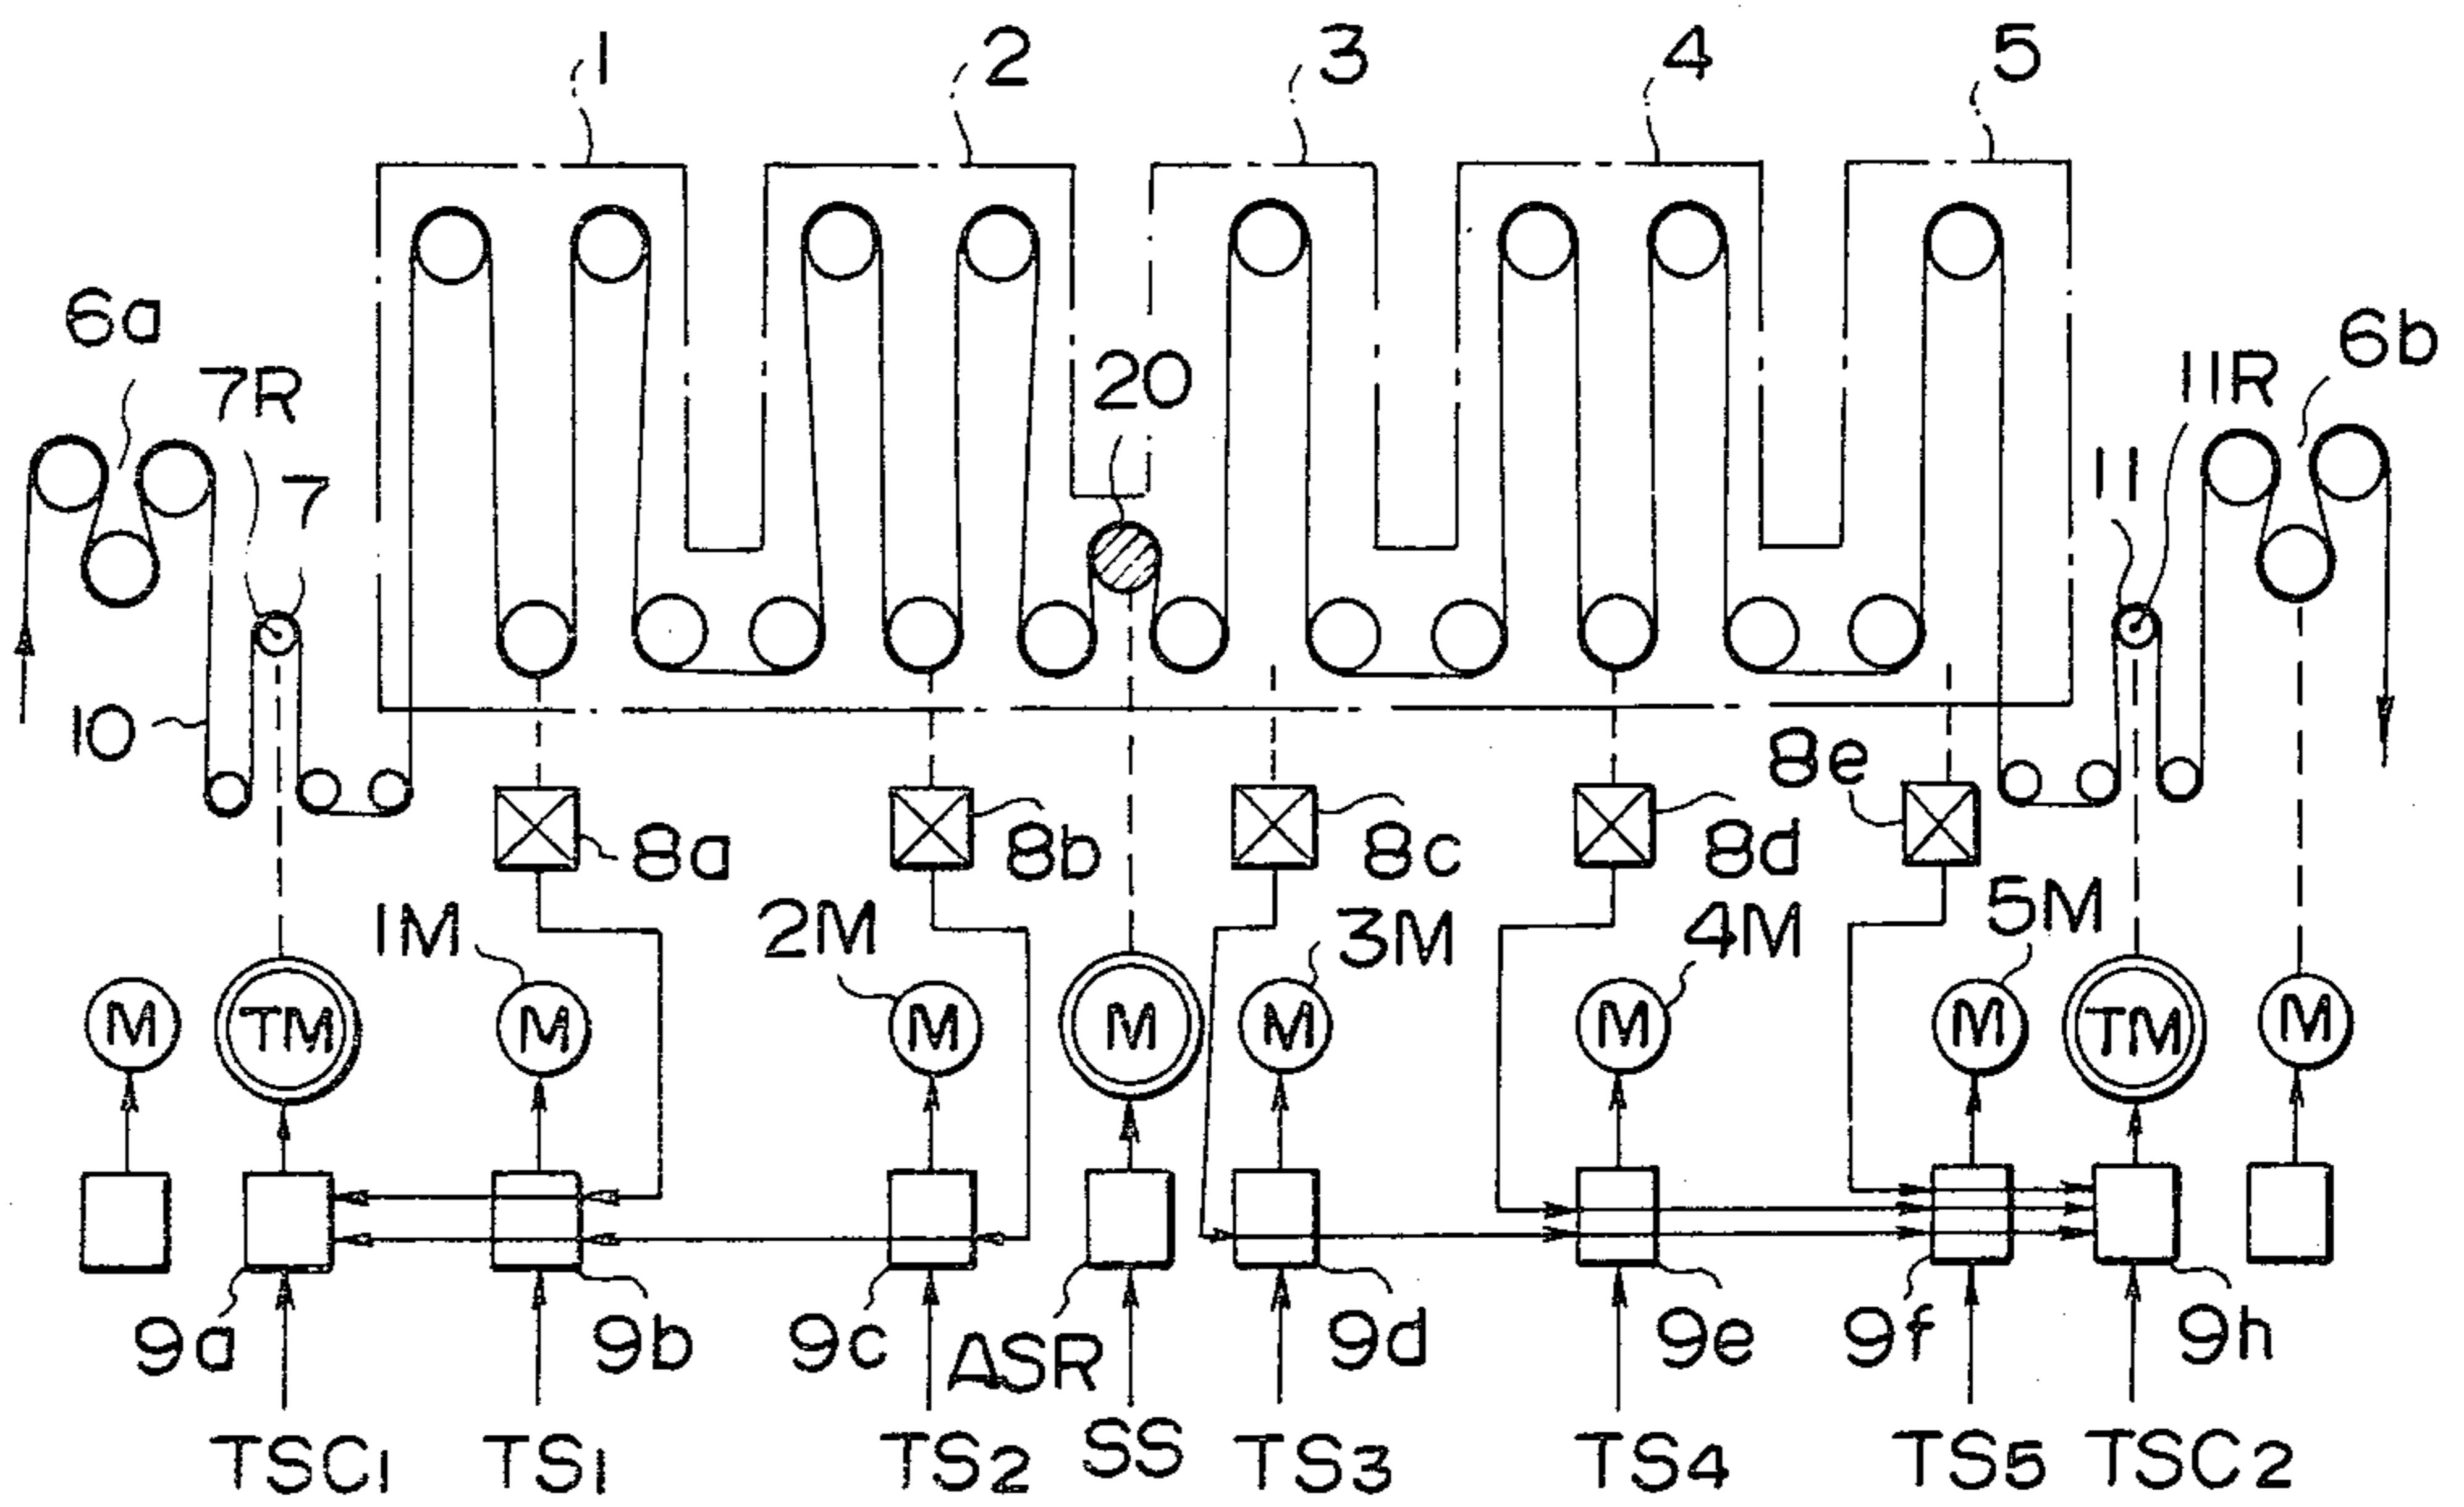 1 2 3 4 5
6a 7R 7 20 11 11R 6b
10
8a 8b 8c 8d 8e
1M 2M 3M 4M 5M
M TM M M M M M M TM M
9a 9b 9c ASR 9d 9e 9f 9h
TSC1 TS1 TS2 SS TS3 TS4 TS5 TSC2